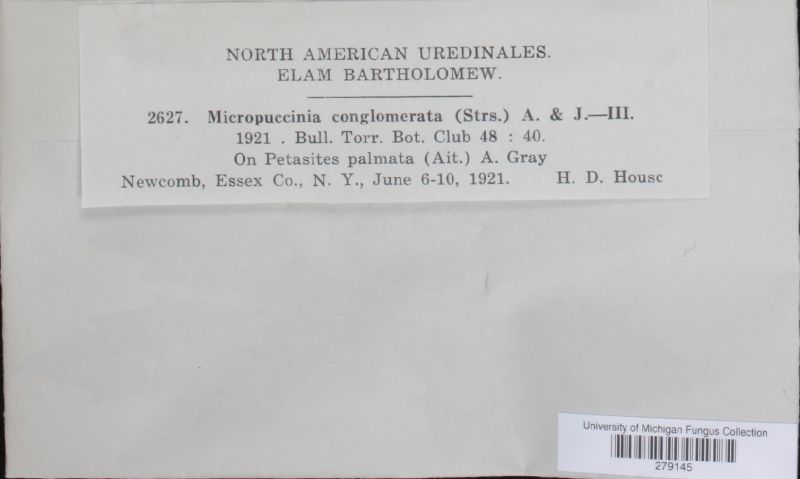 NORTH AMERICAN UREDINALES.
ELAM BARTHOLOMEW.
2627. Micropuccinia conglomerata (Strs.) A. & J.—III.
1921 . Bull. Torr. Bot. Club 48 : 40.
On Petasites palmata (Ait.) A. Gray
Newcomb, Essex Co., N. Y., June 6-10, 1921. H. D. House
University of Michigan Fungus Collection
279145